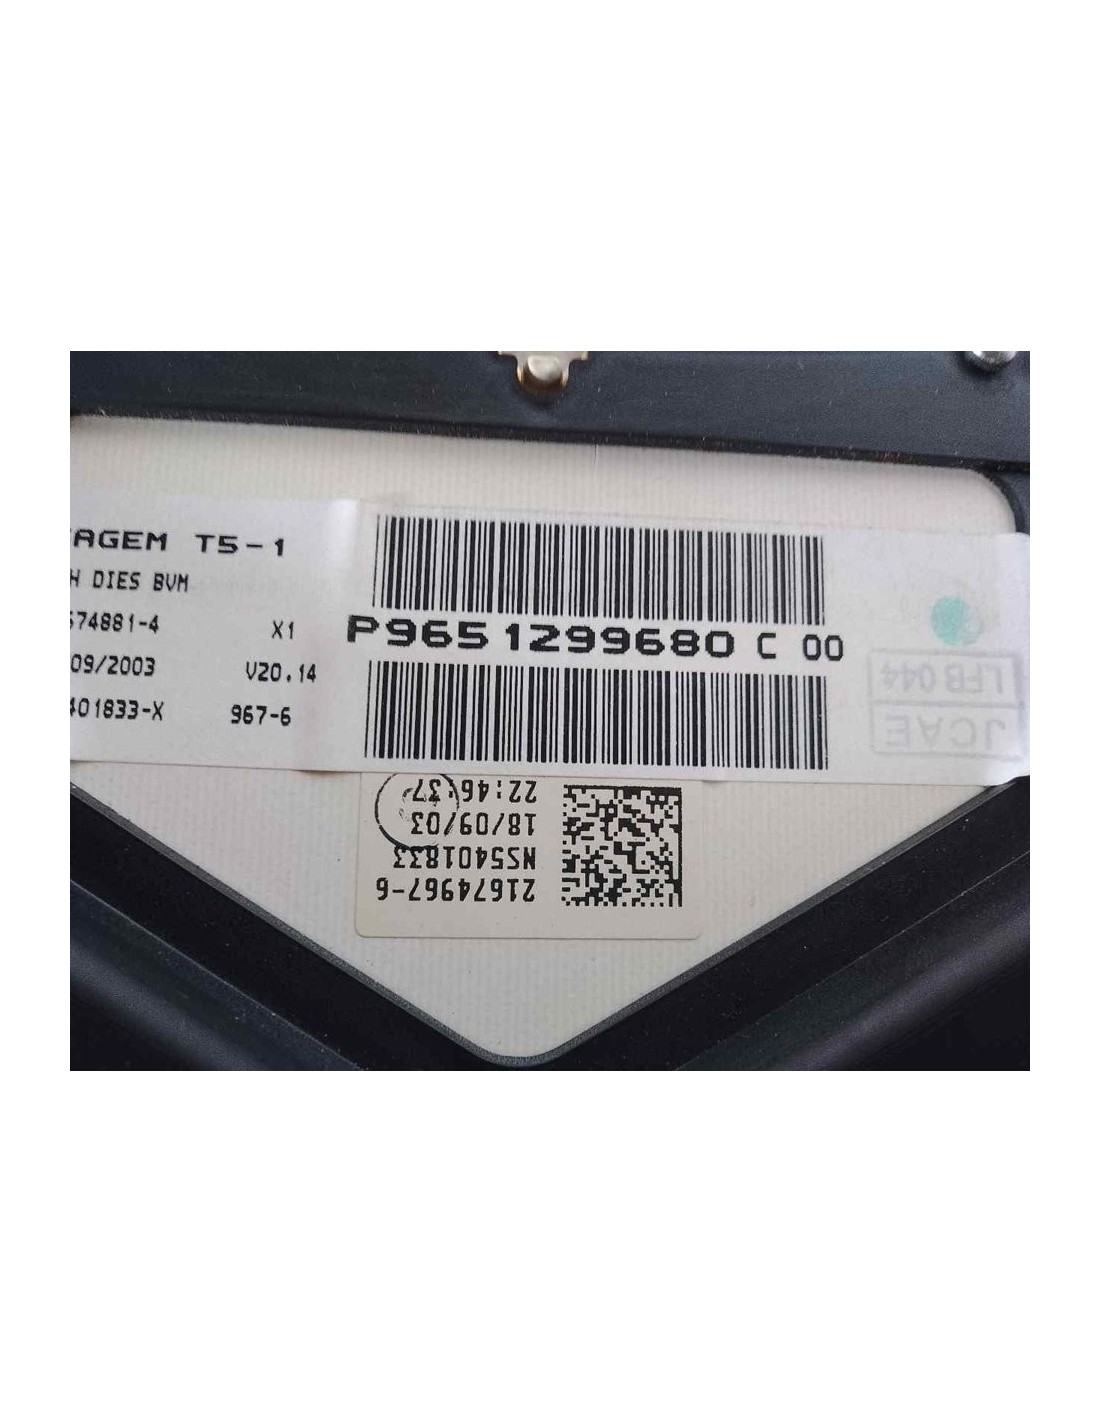 AGEM T5-1
H DIES BVM
574881-4 X1
09/2003 V20.14
401833-X 967-6
P9651299680 C 00
LFB 044
JCAE
21674967-6
NS5401833
18/09/03
22:46:37